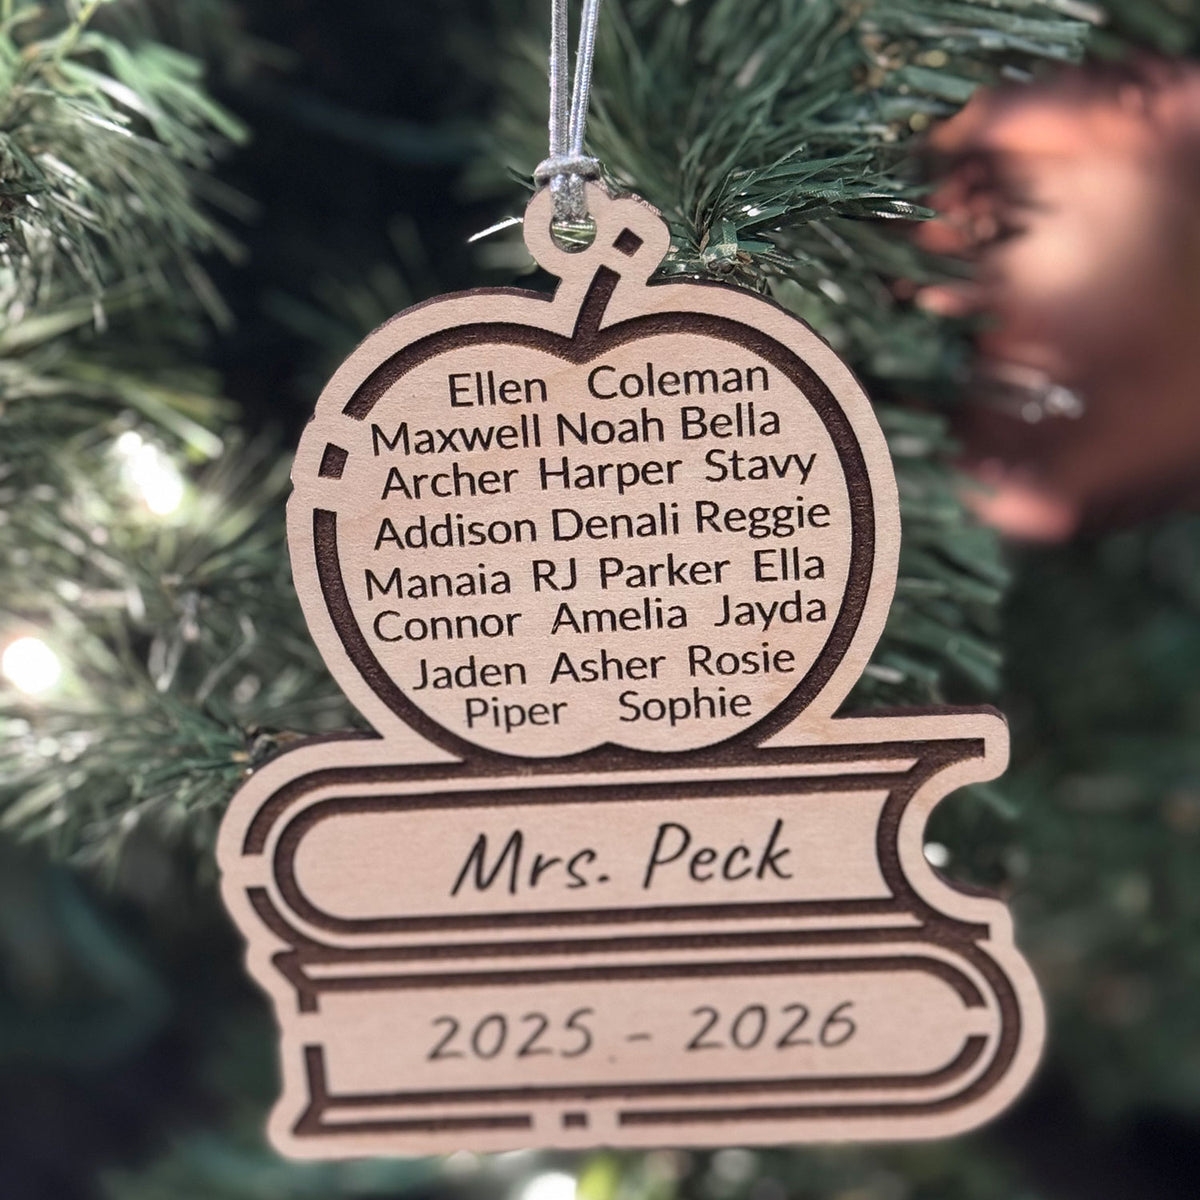 Ellen Coleman
Maxwell Noah Bella
Archer Harper Stavy
Addison Denali Reggie
Manaia RJ Parker Ella
Connor Amelia Jayda
Jaden Asher Rosie
Piper Sophie
Mrs. Peck
2025 - 2026